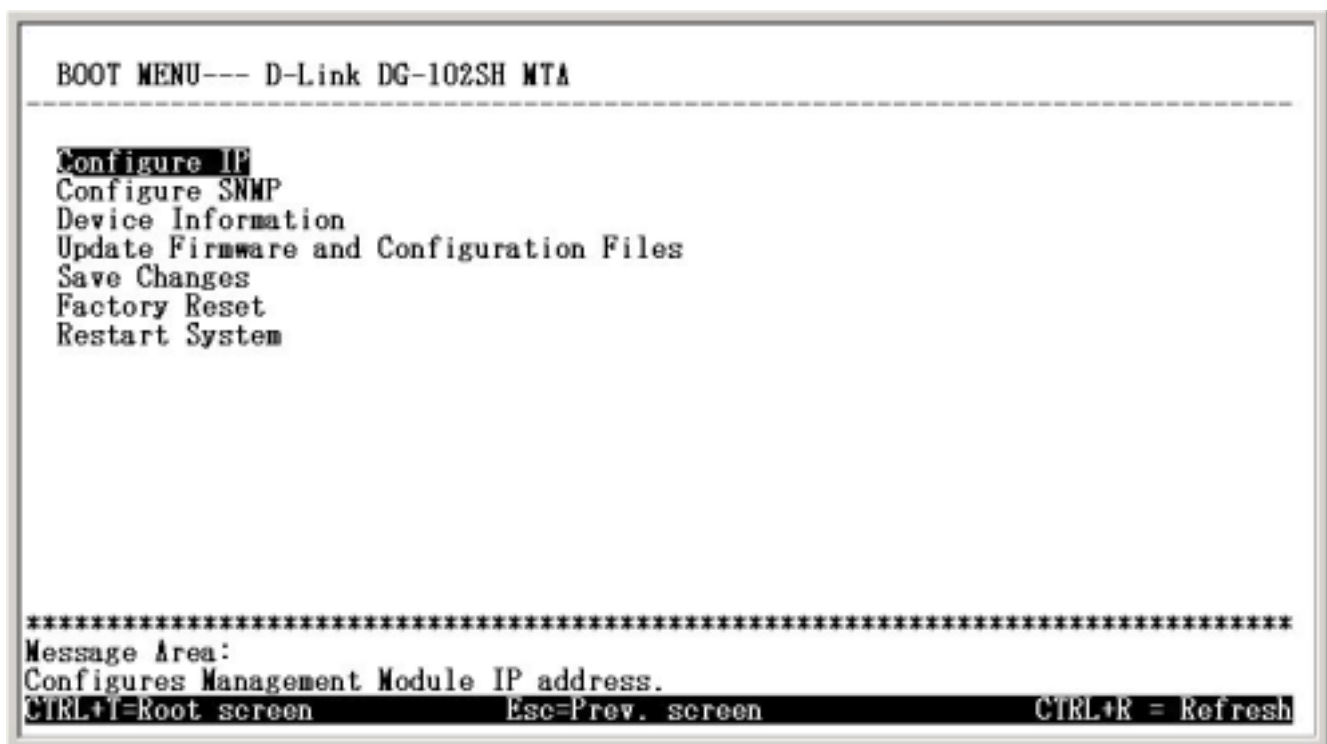 BOOT MENU--- D-Link DG-102SH MTA
--------------------------------------------------------------------------------
Configure IP
Configure SNMP
Device Information
Update Firmware and Configuration Files
Save Changes
Factory Reset
Restart System
********************************************************************************
Message Area:
Configures Management Module IP address.
CTRL+T=Root screen Esc=Prev. screen CTRL+R = Refresh